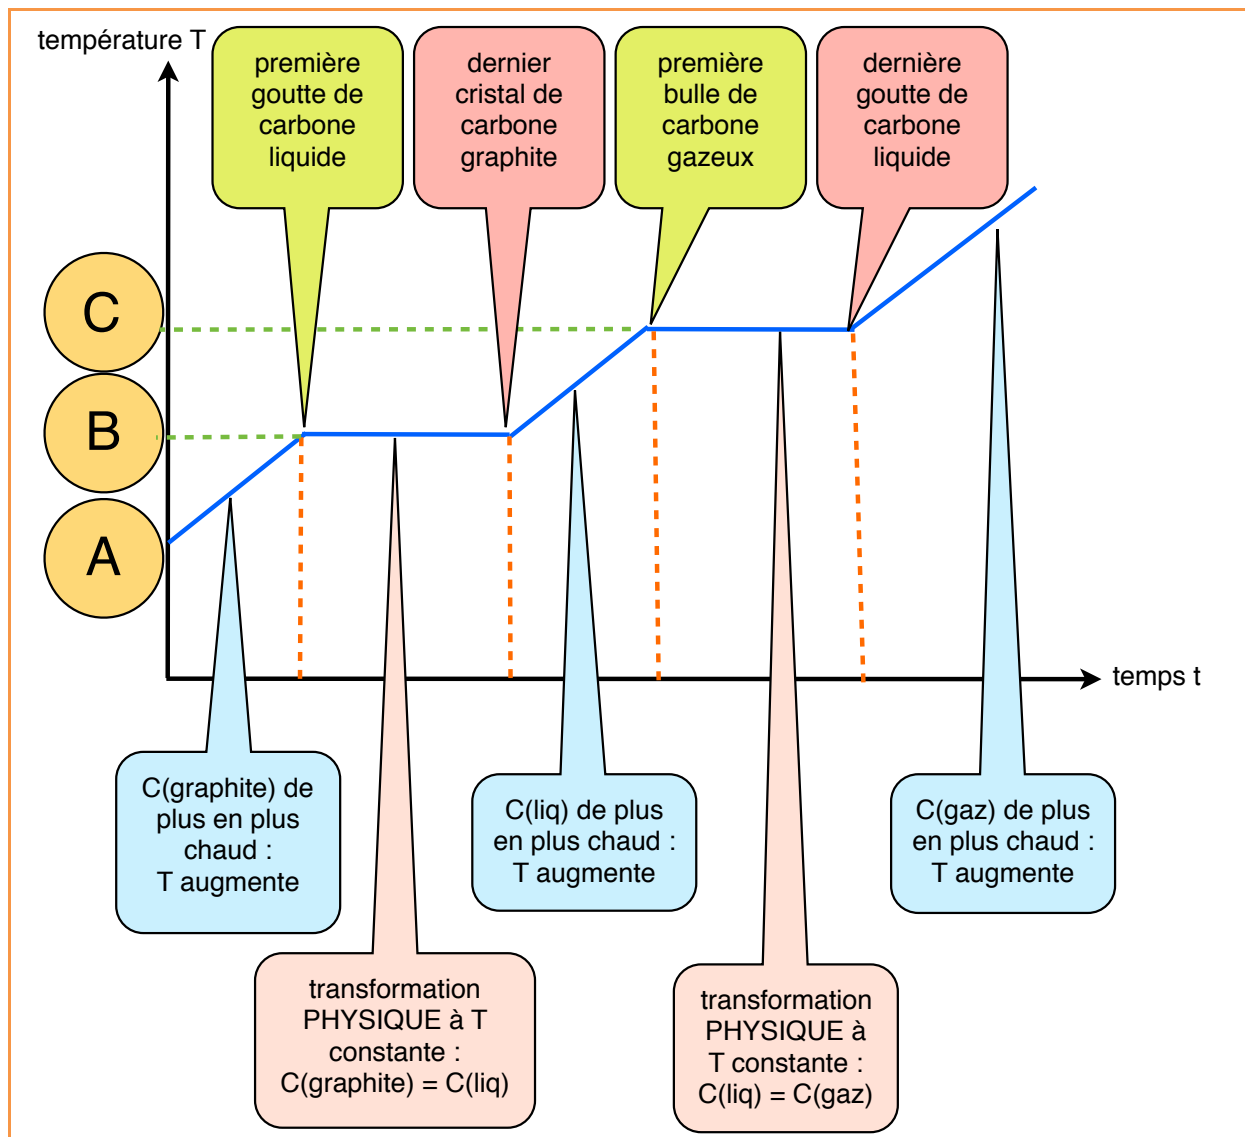 température T
première
goutte de
carbone
liquide
dernier
cristal de
carbone
graphite
première
bulle de
carbone
gazeux
dernière
goutte de
carbone
liquide
C
B
A
temps t
C(graphite) de
plus en plus
chaud :
T augmente
C(liq) de plus
en plus chaud :
T augmente
C(gaz) de plus
en plus chaud :
T augmente
transformation
PHYSIQUE à T
constante :
C(graphite) = C(liq)
transformation
PHYSIQUE à
T constante :
C(liq) = C(gaz)